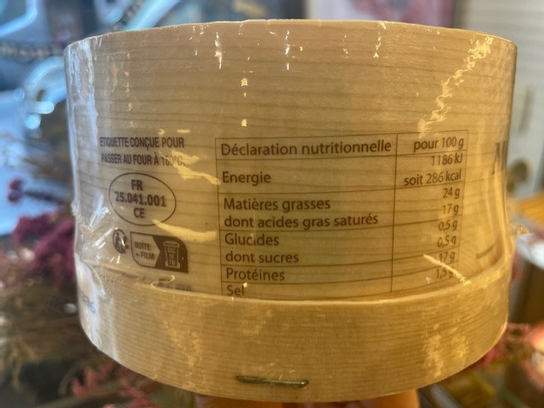 ETIQUETTE CONÇUE POUR
PASSER AU FOUR À 180°C.
FR
25.041.001
CE
BOITE
+ FILM
Déclaration nutritionnelle pour 100 g
1186 kJ
Energie soit 286 kcal
Matières grasses 24 g
dont acides gras saturés 17 g
Glucides 0,5 g
dont sucres 0,5 g
Protéines 17 g
Sel 1,5 g